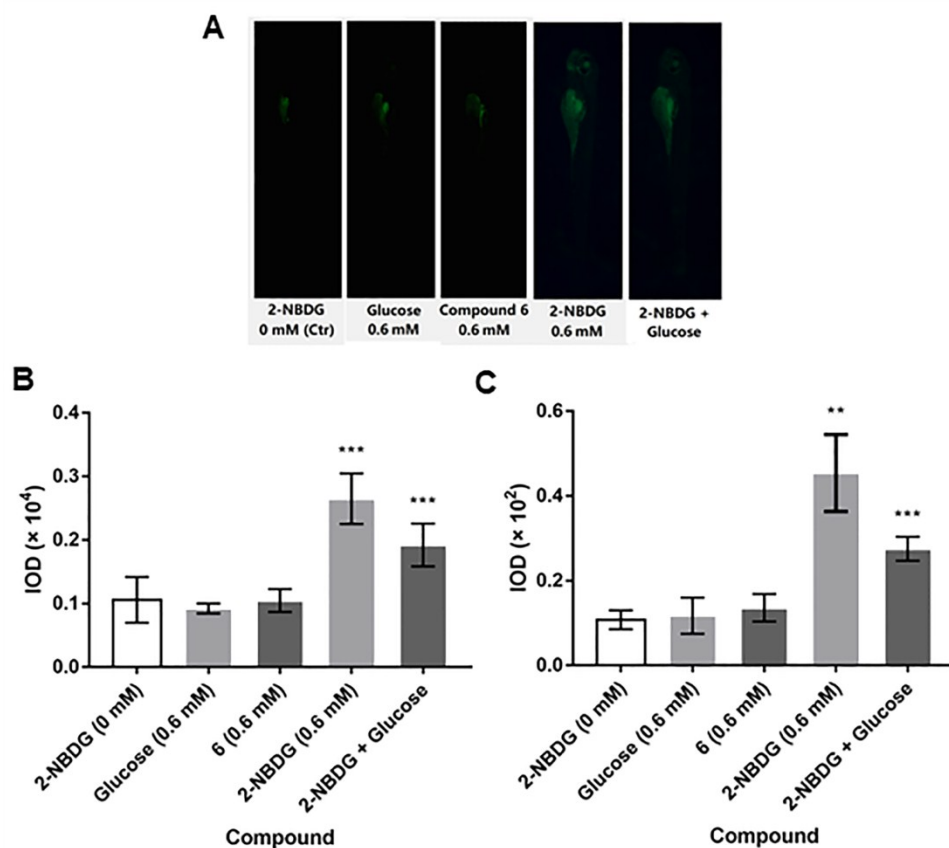 A
2-NBDG
0 mM (Ctr)
Glucose
0.6 mM
Compound 6
0.6 mM
2-NBDG
0.6 mM
2-NBDG +
Glucose
B
IOD (× 10⁴)
0.4
0.3
0.2
0.1
0.0
***
***
2-NBDG (0 mM)
Glucose (0.6 mM)
6 (0.6 mM)
2-NBDG (0.6 mM)
2-NBDG + Glucose
Compound
C
IOD (× 10²)
0.6
0.4
0.2
0.0
**
***
2-NBDG (0 mM)
Glucose (0.6 mM)
6 (0.6 mM)
2-NBDG (0.6 mM)
2-NBDG + Glucose
Compound